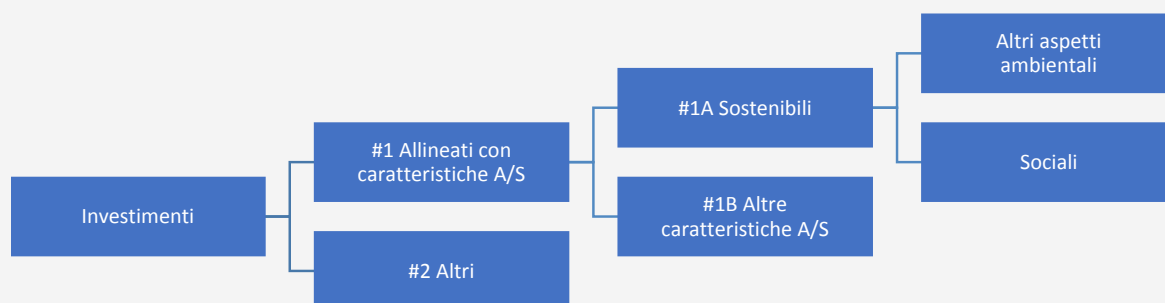 Investimenti
#1 Allineati con
caratteristiche A/S
#2 Altri
#1A Sostenibili
#1B Altre
caratteristiche A/S
Altri aspetti
ambientali
Sociali